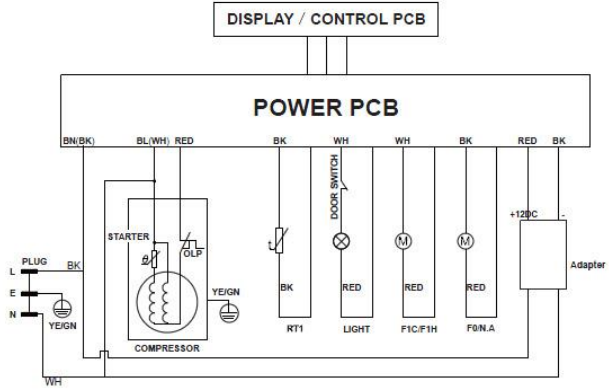 DISPLAY / CONTROL PCB
POWER PCB
BN(BK) BL(WH) RED BK WH WH BK RED BK
DOOR SWITCH
+12DC -
STARTER
θ
OLP
t
M M
Adapter
PLUG
L BK
E
N
YE/GN
YE/GN
BK RED RED RED
RT1 LIGHT F1C/F1H F0/N.A
COMPRESSOR
WH